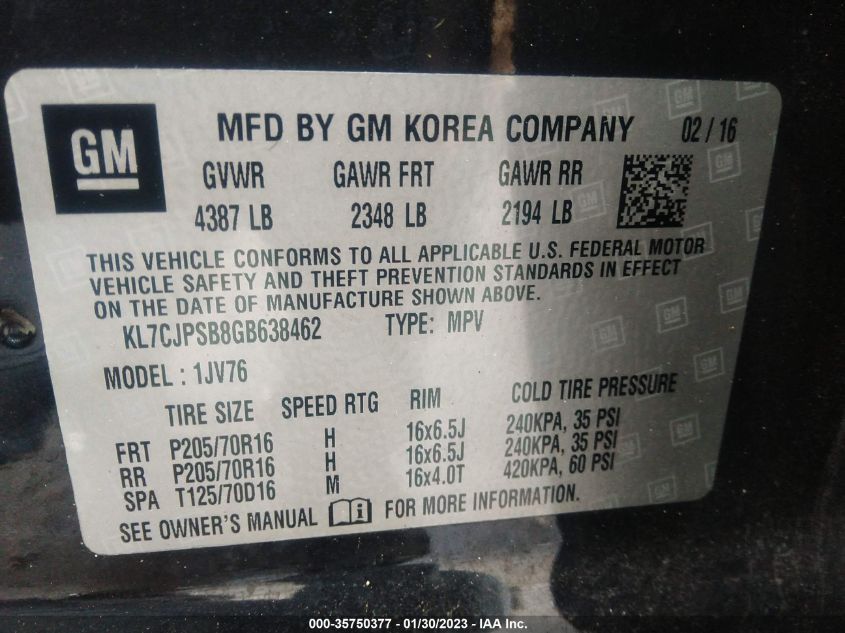 GM
MFD BY GM KOREA COMPANY 02 / 16
GVWR GAWR FRT GAWR RR
4387 LB 2348 LB 2194 LB
THIS VEHICLE CONFORMS TO ALL APPLICABLE U.S. FEDERAL MOTOR
VEHICLE SAFETY AND THEFT PREVENTION STANDARDS IN EFFECT
ON THE DATE OF MANUFACTURE SHOWN ABOVE.
KL7CJPSB8GB638462 TYPE: MPV
MODEL : 1JV76
TIRE SIZE SPEED RTG RIM COLD TIRE PRESSURE
FRT P205/70R16 H 16x6.5J 240KPA, 35 PSI
RR P205/70R16 H 16x6.5J 240KPA, 35 PSI
SPA T125/70D16 M 16x4.0T 420KPA, 60 PSI
SEE OWNER'S MANUAL i FOR MORE INFORMATION.
000-35750377 - 01/30/2023 - IAA Inc.